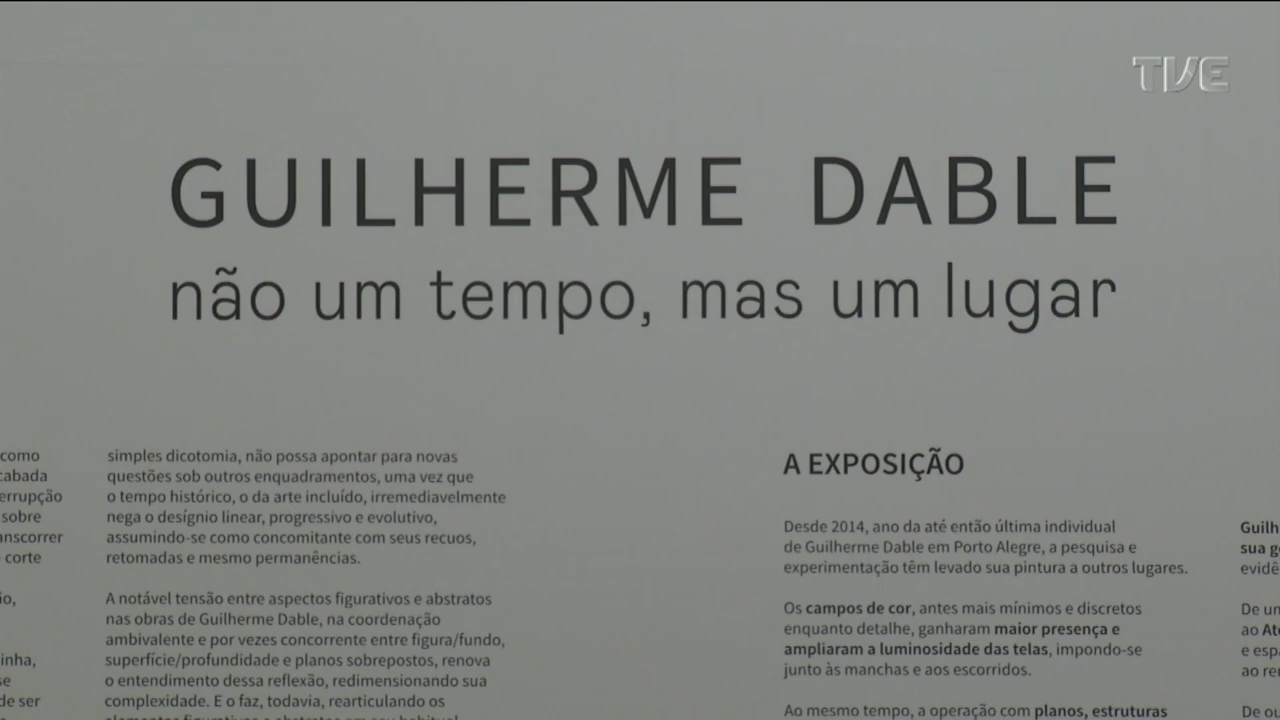 TVE
GUILHERME DABLE
não um tempo, mas um lugar
como
sobre
corte
simples dicotomia, não possa apontar para novas
questões sob outros enquadramentos, uma vez que
o tempo histórico, o da arte incluído, irremediavelmente
nega o desígnio linear, progressivo e evolutivo,
assumindo-se como concomitante com seus recuos,
retomadas e mesmo permanências.
A notável tensão entre aspectos figurativos e abstratos
nas obras de Guilherme Dable, na coordenação
ambivalente e por vezes concorrente entre figura/fundo,
superfície/profundidade e planos sobrepostos, renova
o entendimento dessa reflexão, redimensionando sua
complexidade. E o faz, todavia, rearticulando os
A EXPOSIÇÃO
Desde 2014, ano da até então última individual
de Guilherme Dable em Porto Alegre, a pesquisa e
experimentação têm levado sua pintura a outros lugares.
Os campos de cor, antes mais mínimos e discretos
enquanto detalhe, ganharam maior presença e
ampliaram a luminosidade das telas, impondo-se
junto às manchas e aos escorridos.
Ao mesmo tempo, a operação com planos, estruturas
sua
De
ao